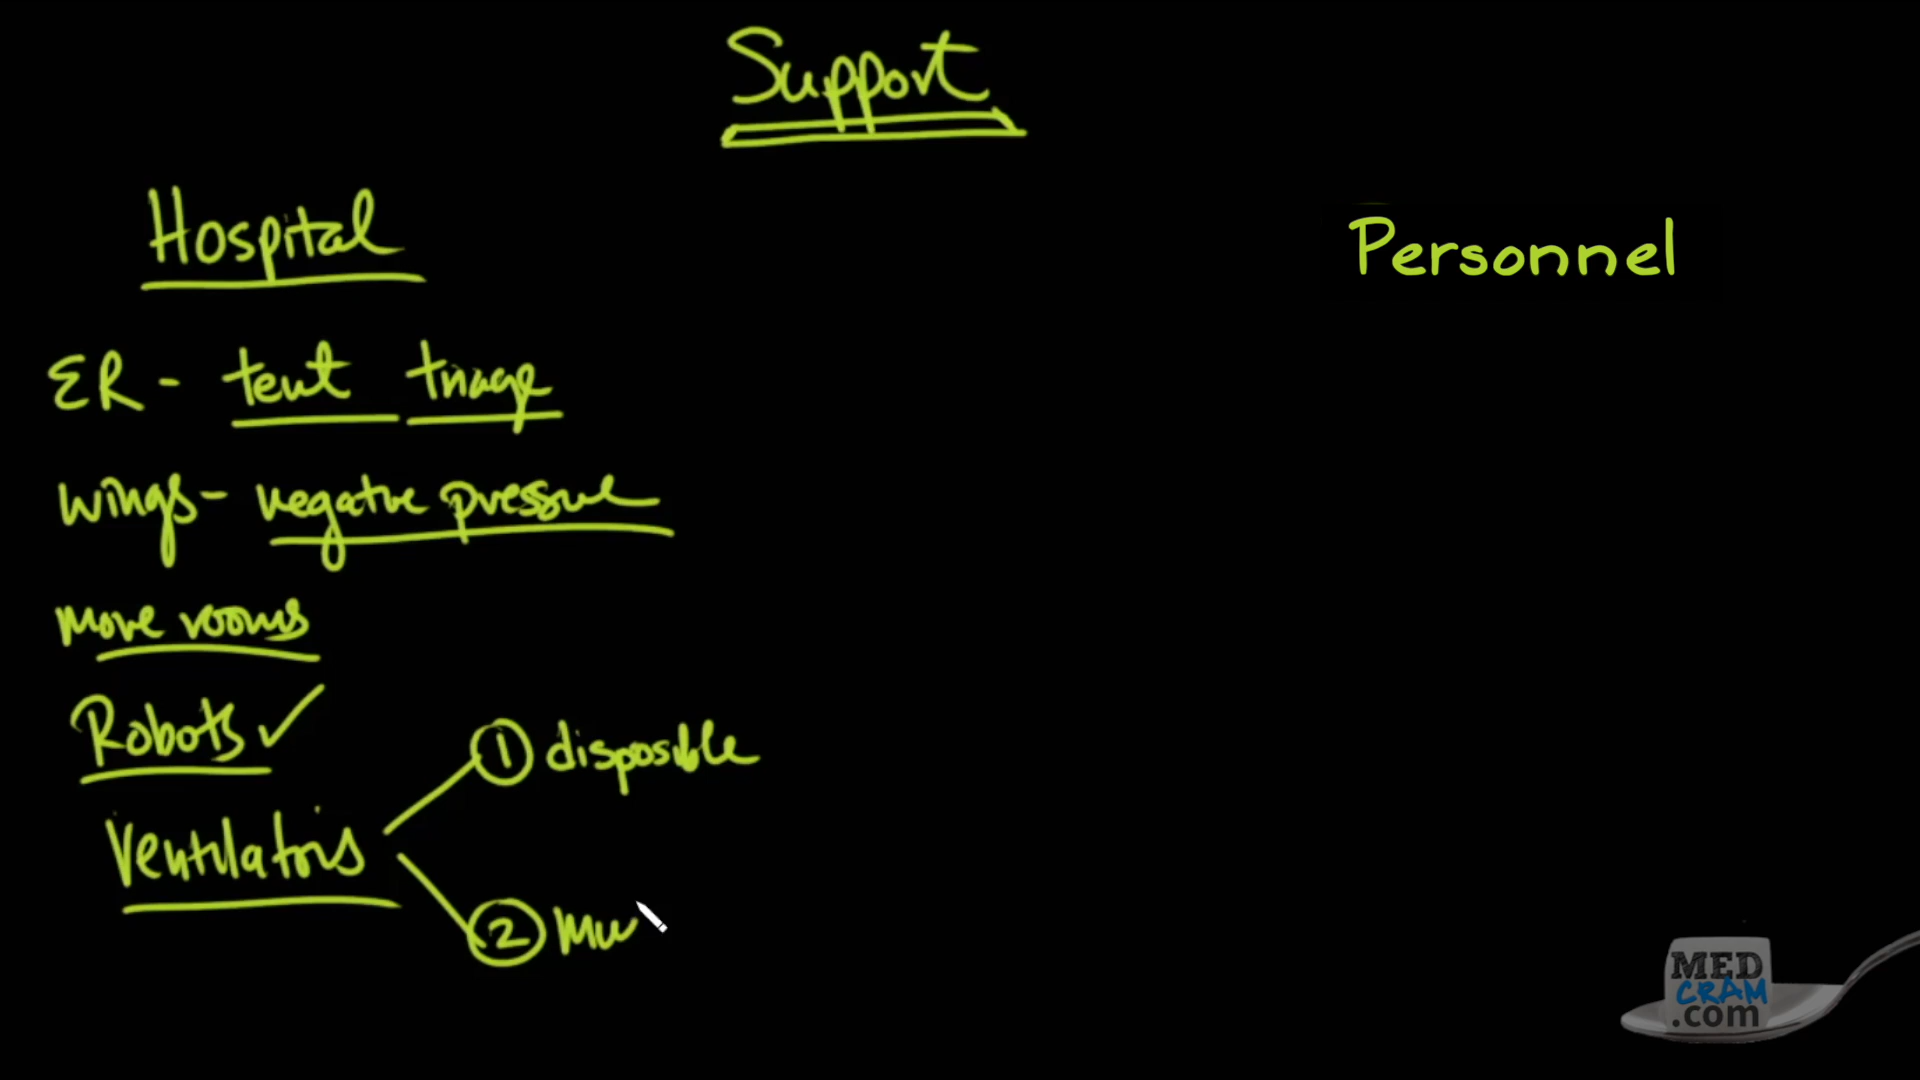 Support
Hospital
Personnel
ER - tent triage
wings - negative pressure
move rooms
Robots ✓
Ventilators
① disposible
② Mu
MED
CRAM
.com